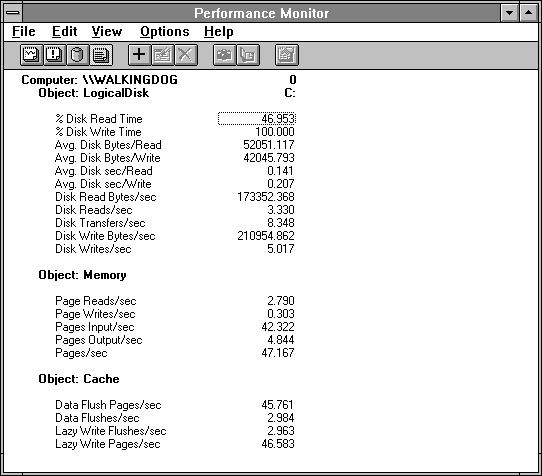 Performance Monitor
File Edit View Options Help
Computer: \\WALKINGDOG 0
Object: LogicalDisk C:
% Disk Read Time 46.953
% Disk Write Time 100.000
Avg. Disk Bytes/Read 52051.117
Avg. Disk Bytes/Write 42045.793
Avg. Disk sec/Read 0.141
Avg. Disk sec/Write 0.207
Disk Read Bytes/sec 173352.368
Disk Reads/sec 3.330
Disk Transfers/sec 8.348
Disk Write Bytes/sec 210954.862
Disk Writes/sec 5.017
Object: Memory
Page Reads/sec 2.790
Page Writes/sec 0.303
Pages Input/sec 42.322
Pages Output/sec 4.844
Pages/sec 47.167
Object: Cache
Data Flush Pages/sec 45.761
Data Flushes/sec 2.984
Lazy Write Flushes/sec 2.963
Lazy Write Pages/sec 46.583